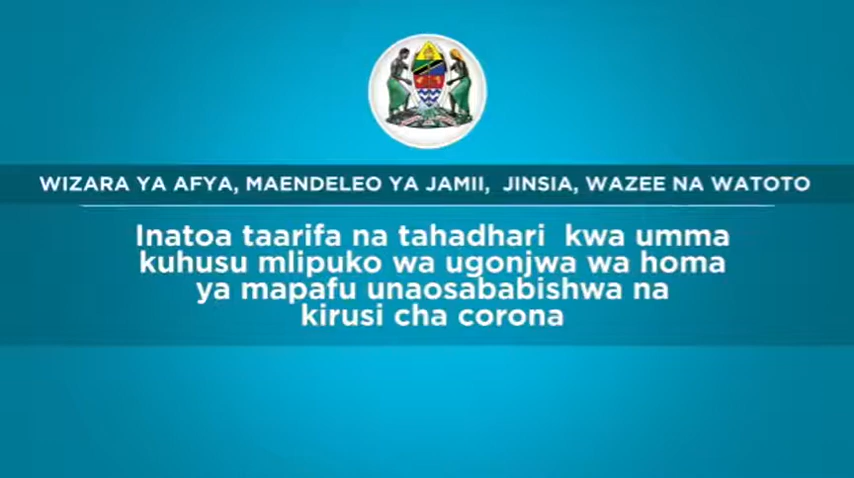 WIZARA YA AFYA, MAENDELEO YA JAMII, JINSIA, WAZEE NA WATOTO
Inatoa taarifa na tahadhari kwa umma
kuhusu mlipuko wa ugonjwa wa homa
ya mapafu unaosababishwa na
kirusi cha corona